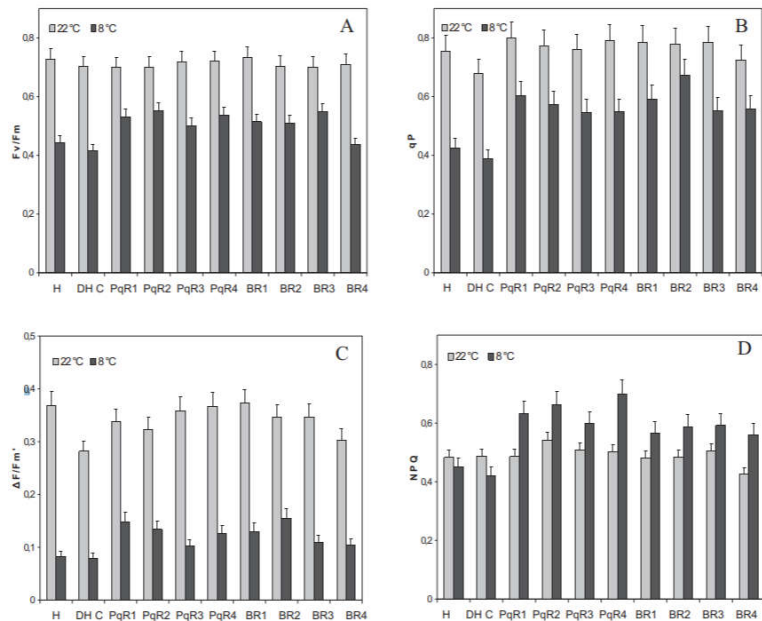 22°C 8°C
A
0,8
0,6
0,4
0,2
0
Fv/Fm
H DH C PqR1 PqR2 PqR3 PqR4 BR1 BR2 BR3 BR4
22°C 8°C
B
0,8
0,6
0,4
0,2
0
qP
H DH C PqR1 PqR2 PqR3 PqR4 BR1 BR2 BR3 BR4
0,5
22°C 8°C
C
0,4
0,3
0,2
0,1
0
ΔF/Fm'
H DH C PqR1 PqR2 PqR3 PqR4 BR1 BR2 BR3 BR4
22°C 8°C
D
0,8
0,6
0,4
0,2
0
NPQ
H DH C PqR1 PqR2 PqR3 PqR4 BR1 BR2 BR3 BR4